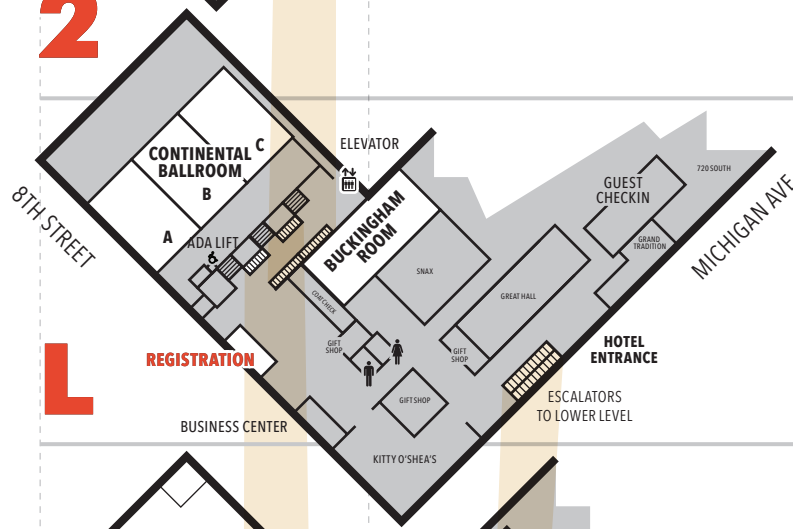 2
ELEVATOR
CONTINENTAL C
BALLROOM
B
A
ADA LIFT
8TH STREET
BUCKINGHAM
ROOM
SNAX
COAT CHECK
GUEST
CHECKIN
720 SOUTH
GRAND
TRADITION
MICHIGAN AVE
GREAT HALL
GIFT
SHOP
GIFT
SHOP
HOTEL
ENTRANCE
L
REGISTRATION
ESCALATORS
TO LOWER LEVEL
GIFT SHOP
BUSINESS CENTER
KITTY O'SHEA'S